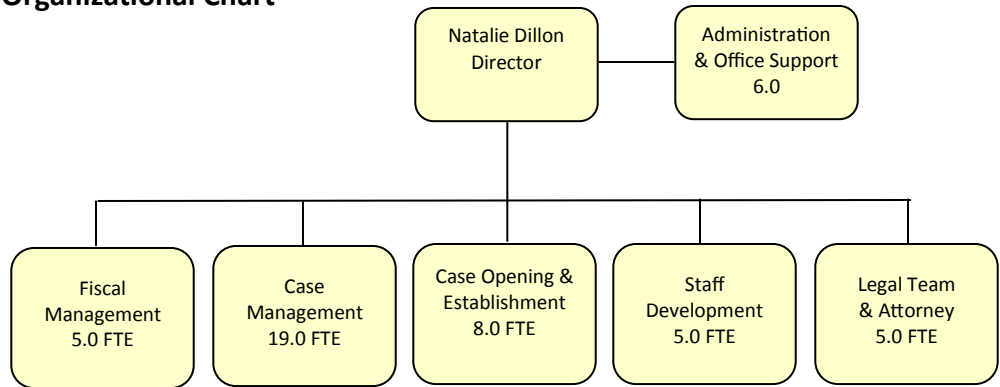 Organizational Chart
Natalie Dillon
Director
Administration
& Office Support
6.0
Fiscal
Management
5.0 FTE
Case
Management
19.0 FTE
Case Opening &
Establishment
8.0 FTE
Staff
Development
5.0 FTE
Legal Team
& Attorney
5.0 FTE